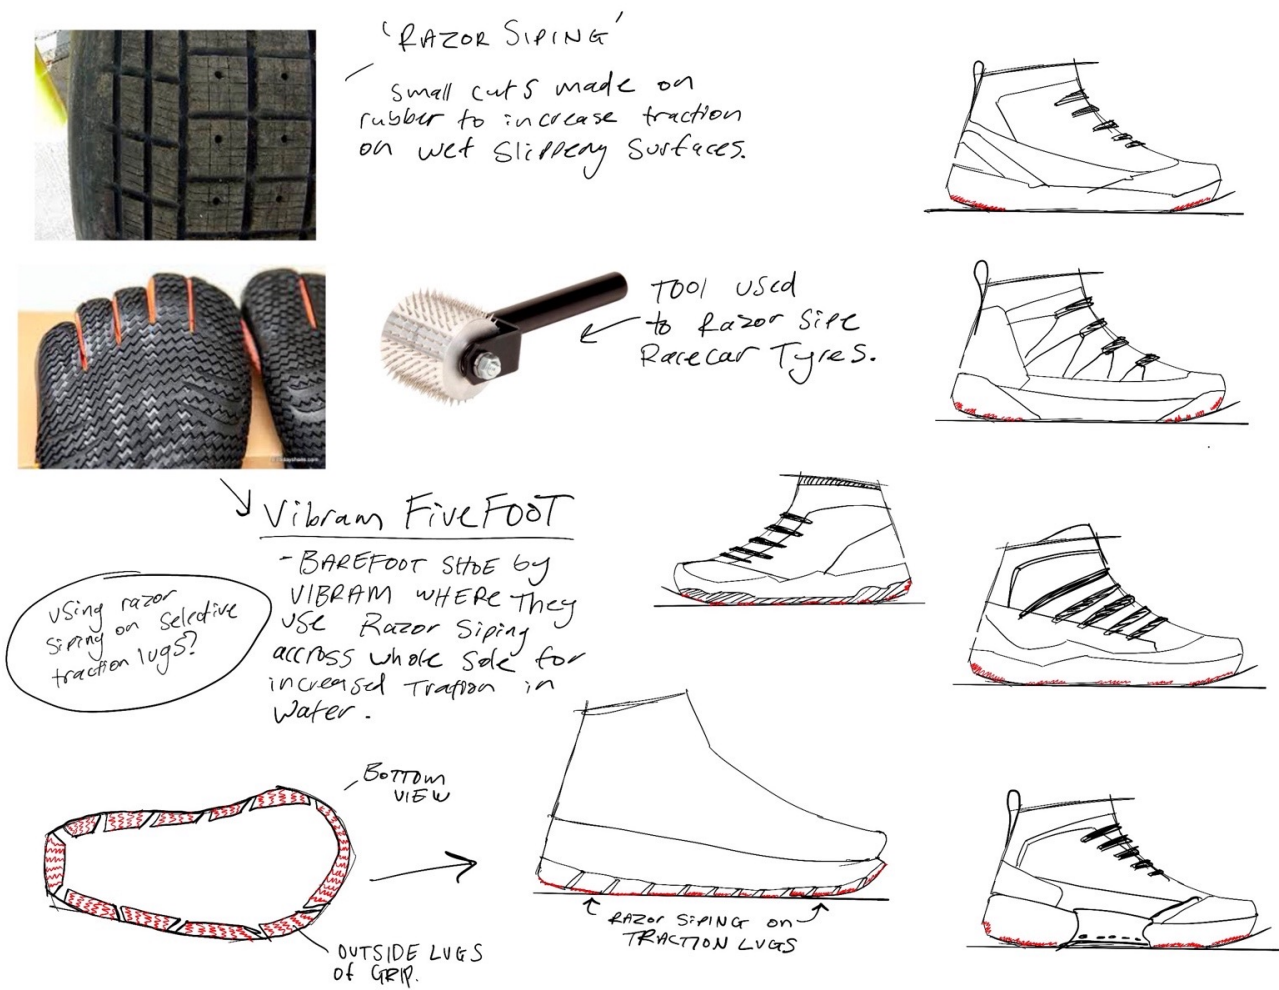 'RAZOR SIPING'
small cuts made on
rubber to increase traction
on wet slippery surfaces.
TOOL used
to Razor Sipe
Racecar Tyres.
Vibram FiveFOOT
- BAREFOOT SHOE by
VIBRAM WHERE They
use Razor Siping
accross whole sole for
increased Traction in
water.
using razor
siping on selective
traction lugs?
BOTTOM
VIEW
OUTSIDE LUGS
of GRIP.
RAZOR SIPING on
TRACTION LUGS